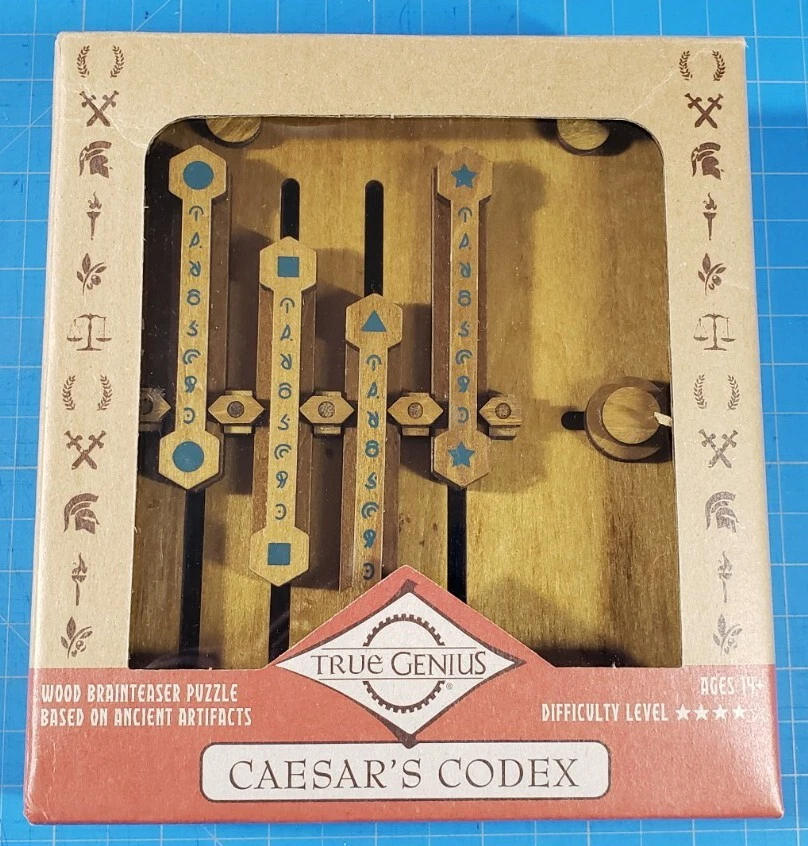 TRUE GENIUS
®
WOOD BRAINTEASER PUZZLE
BASED ON ANCIENT ARTIFACTS
AGES 14+
DIFFICULTY LEVEL ★★★★
CAESAR'S CODEX